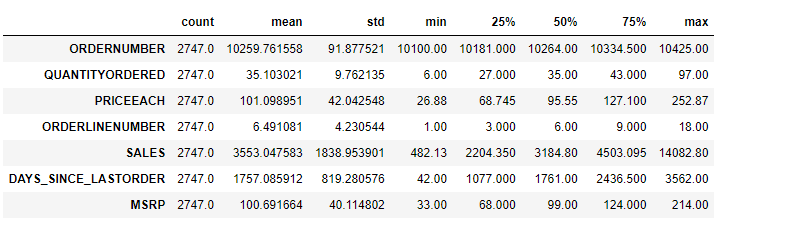 count mean std min 25% 50% 75% max
ORDERNUMBER 2747.0 10259.761558 91.877521 10100.00 10181.000 10264.00 10334.500 10425.00
QUANTITYORDERED 2747.0 35.103021 9.762135 6.00 27.000 35.00 43.000 97.00
PRICEEACH 2747.0 101.098951 42.042548 26.88 68.745 95.55 127.100 252.87
ORDERLINENUMBER 2747.0 6.491081 4.230544 1.00 3.000 6.00 9.000 18.00
SALES 2747.0 3553.047583 1838.953901 482.13 2204.350 3184.80 4503.095 14082.80
DAYS_SINCE_LASTORDER 2747.0 1757.085912 819.280576 42.00 1077.000 1761.00 2436.500 3562.00
MSRP 2747.0 100.691664 40.114802 33.00 68.000 99.00 124.000 214.00